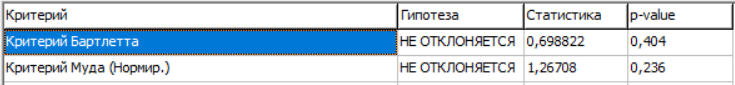 Критерий Гипотеза Статистика p-value
Критерий Бартлетта НЕ ОТКЛОНЯЕТСЯ 0,698822 0,404
Критерий Муда (Нормир.) НЕ ОТКЛОНЯЕТСЯ 1,26708 0,236